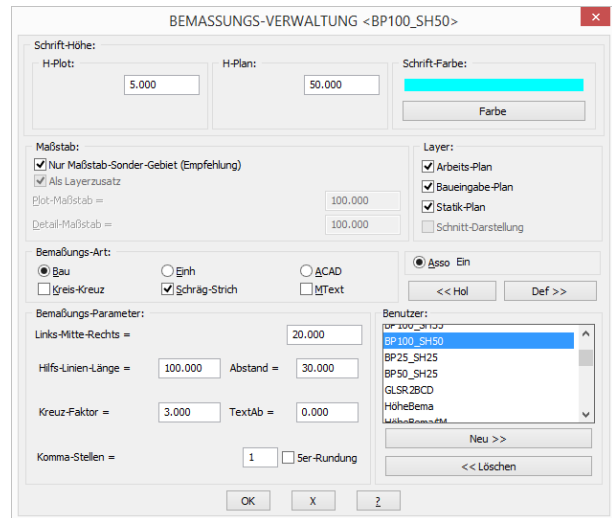 BEMASSUNGS-VERWALTUNG <BP100_SH50>
Schrift-Höhe:
H-Plot:
5.000
H-Plan:
50.000
Schrift-Farbe:
Farbe
Maßstab:
Nur Maßstab-Sonder-Gebiet (Empfehlung)
Als Layerzusatz
Plot-Maßstab = 100.000
Detail-Maßstab = 100.000
Layer:
Arbeits-Plan
Baueingabe-Plan
Statik-Plan
Schnitt-Darstellung
Bemaßungs-Art:
Bau Einh ACAD
Kreis-Kreuz Schräg-Strich MText
Asso Ein
<< Hol Def >>
Bemaßungs-Parameter:
Links-Mitte-Rechts = 20.000
Hilfs-Linien-Länge = 100.000 Abstand = 30.000
Kreuz-Faktor = 3.000 TextAb = 0.000
Komma-Stellen = 1 5er-Rundung
Benutzer:
BP100_SH50
BP25_SH25
BP50_SH25
GLSR2BCD
HöheBema
Neu >>
<< Löschen
OK X ?